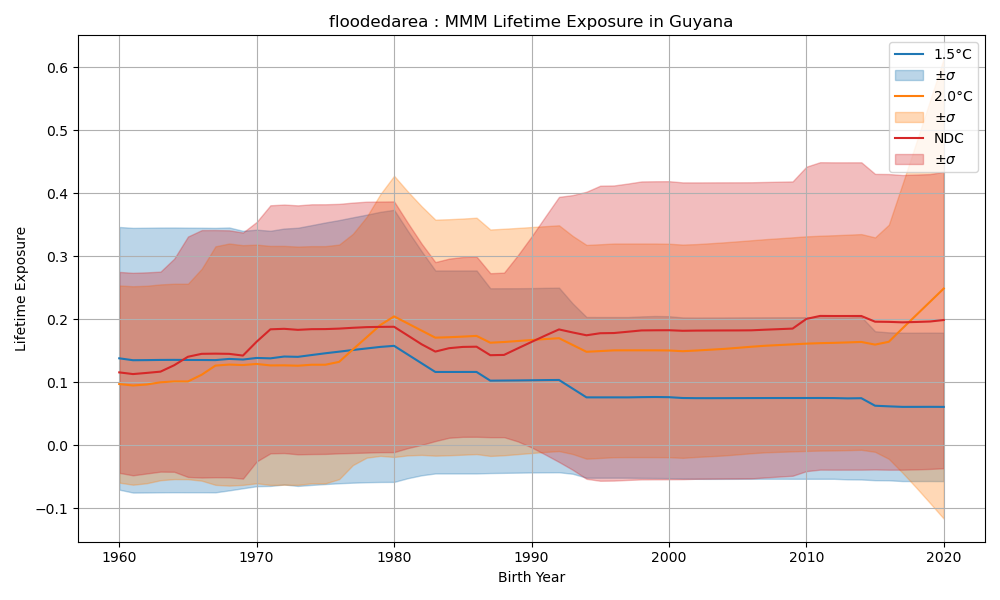 floodedarea : MMM Lifetime Exposure in Guyana
Lifetime Exposure
0.6
0.5
0.4
0.3
0.2
0.1
0.0
−0.1
1960
1970
1980
1990
2000
2010
2020
Birth Year
1.5°C
±σ
2.0°C
±σ
NDC
±σ